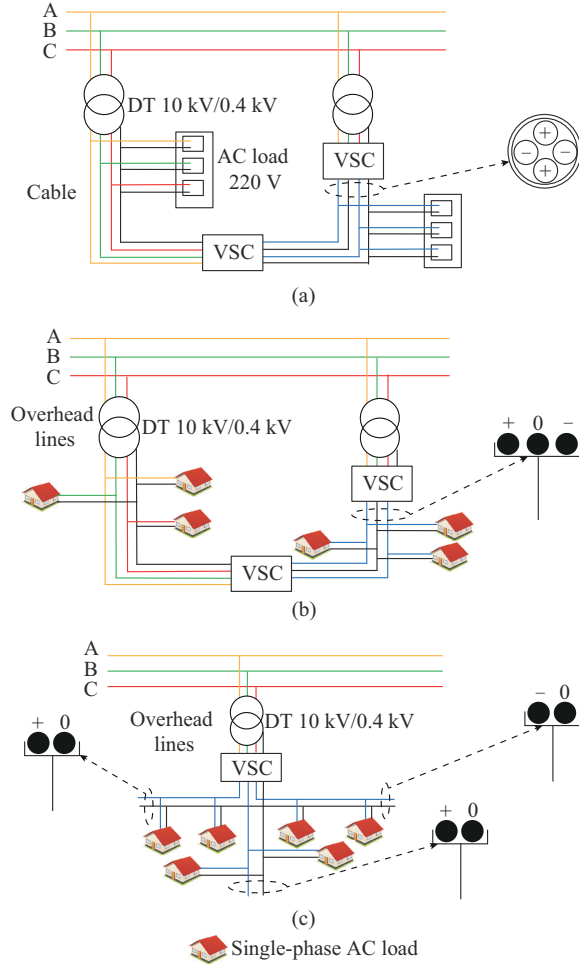 A
B
C
DT 10 kV/0.4 kV
AC load
220 V
VSC
+
− −
+
Cable
VSC
(a)
A
B
C
Overhead
lines
DT 10 kV/0.4 kV
+ 0 −
VSC
VSC
(b)
A
B
C
Overhead
lines
DT 10 kV/0.4 kV
− 0
+ 0
VSC
+ 0
(c)
Single-phase AC load